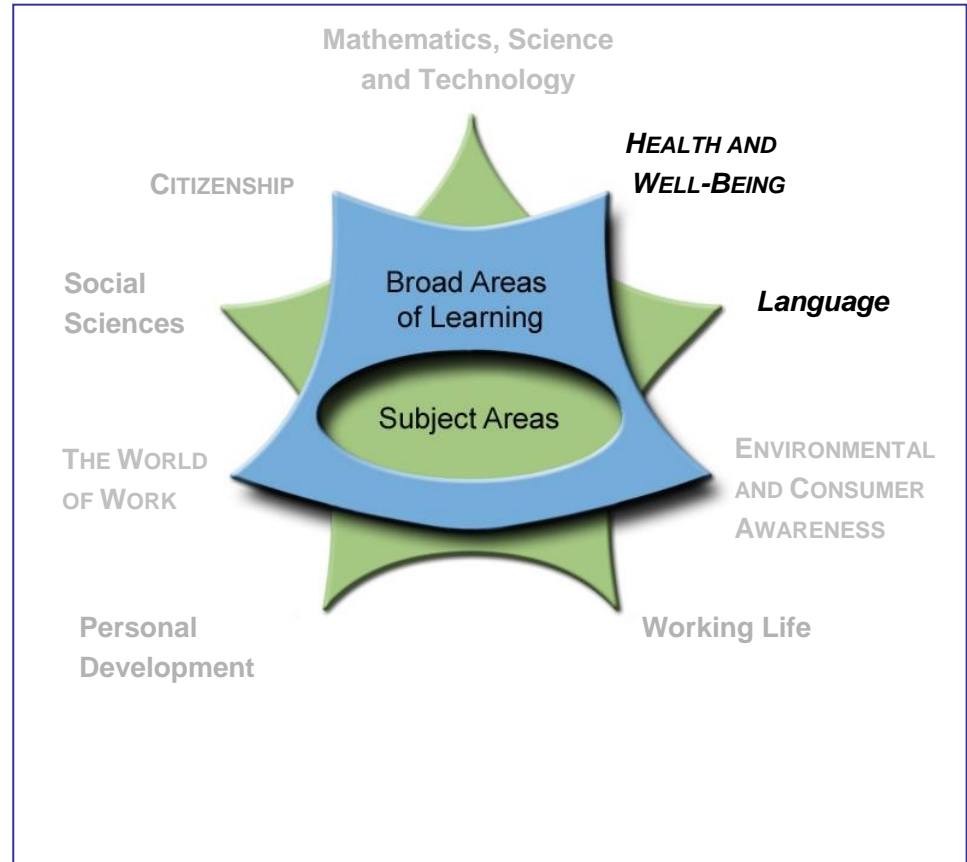 Mathematics, Science
and Technology
HEALTH AND
WELL-BEING
CITIZENSHIP
Broad Areas
of Learning
Social
Sciences
Language
Subject Areas
THE WORLD
OF WORK
ENVIRONMENTAL
AND CONSUMER
AWARENESS
Personal
Development
Working Life